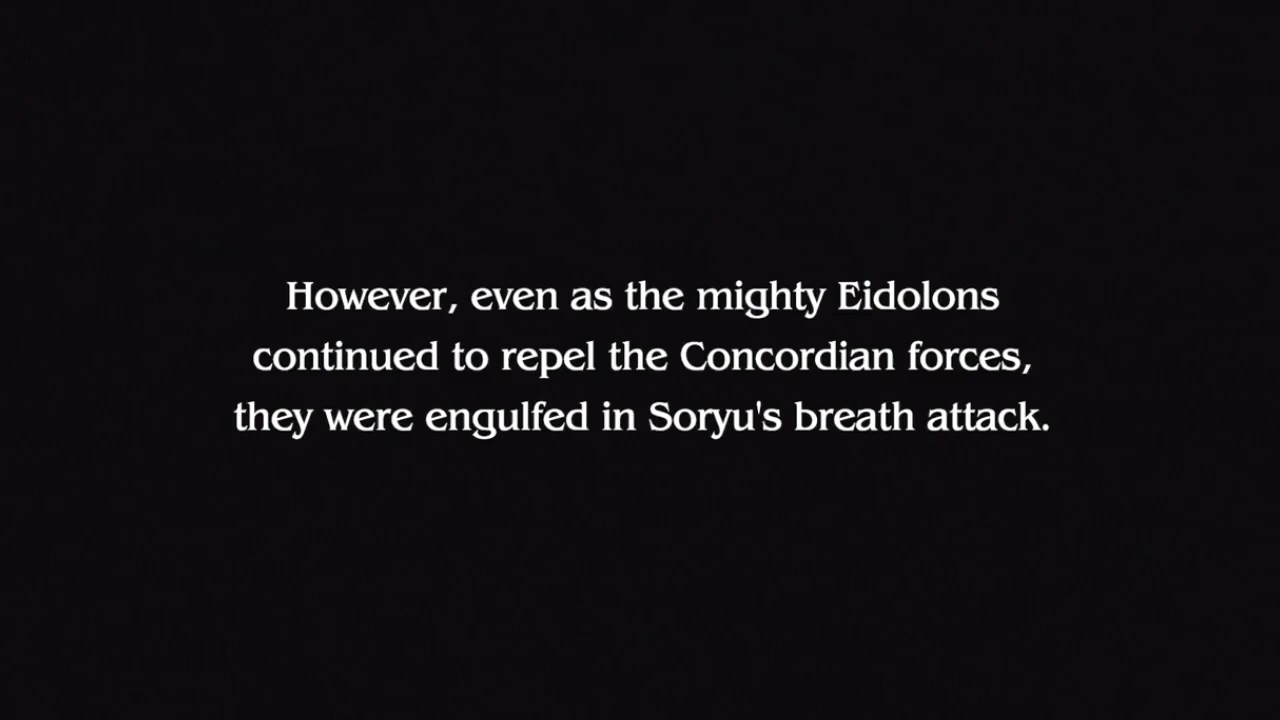 However, even as the mighty Eidolons
continued to repel the Concordian forces,
they were engulfed in Soryu's breath attack.